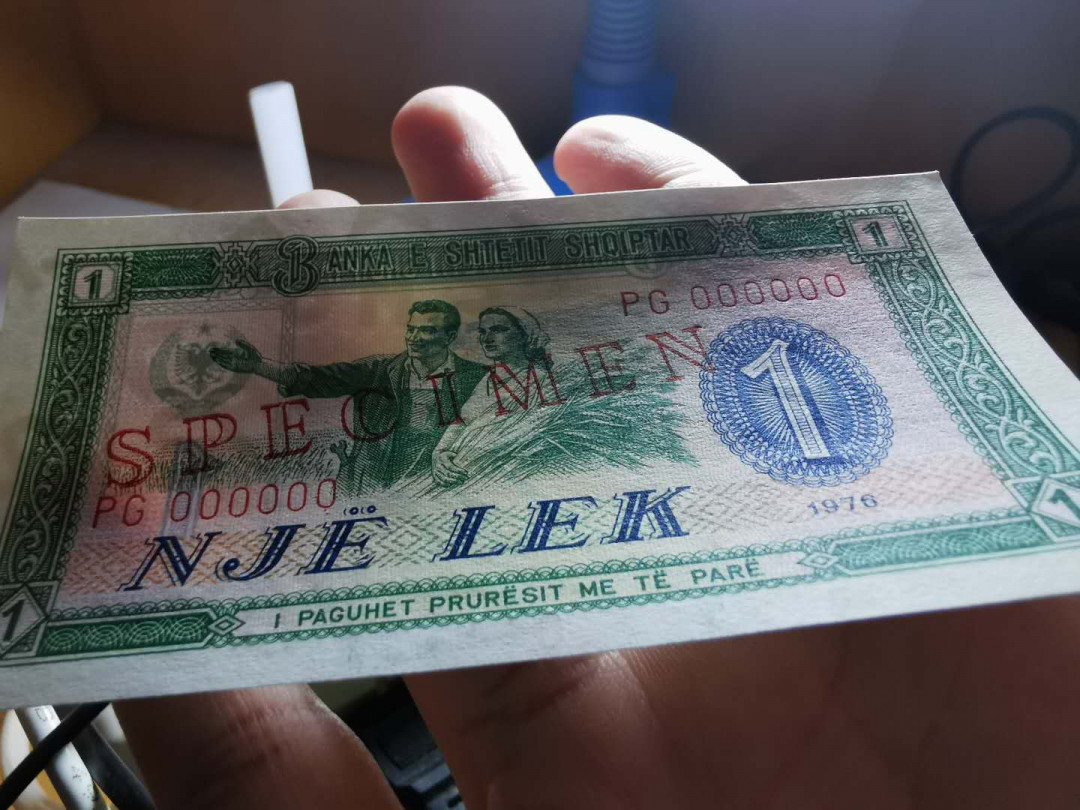 1 BANKA E SHTETIT SHQIPTAR 1
PG 000000
SPECIMEN
1
PG 000000
NJË LEK
1976
1 I PAGUHET PRURËSIT ME TË PARË 1